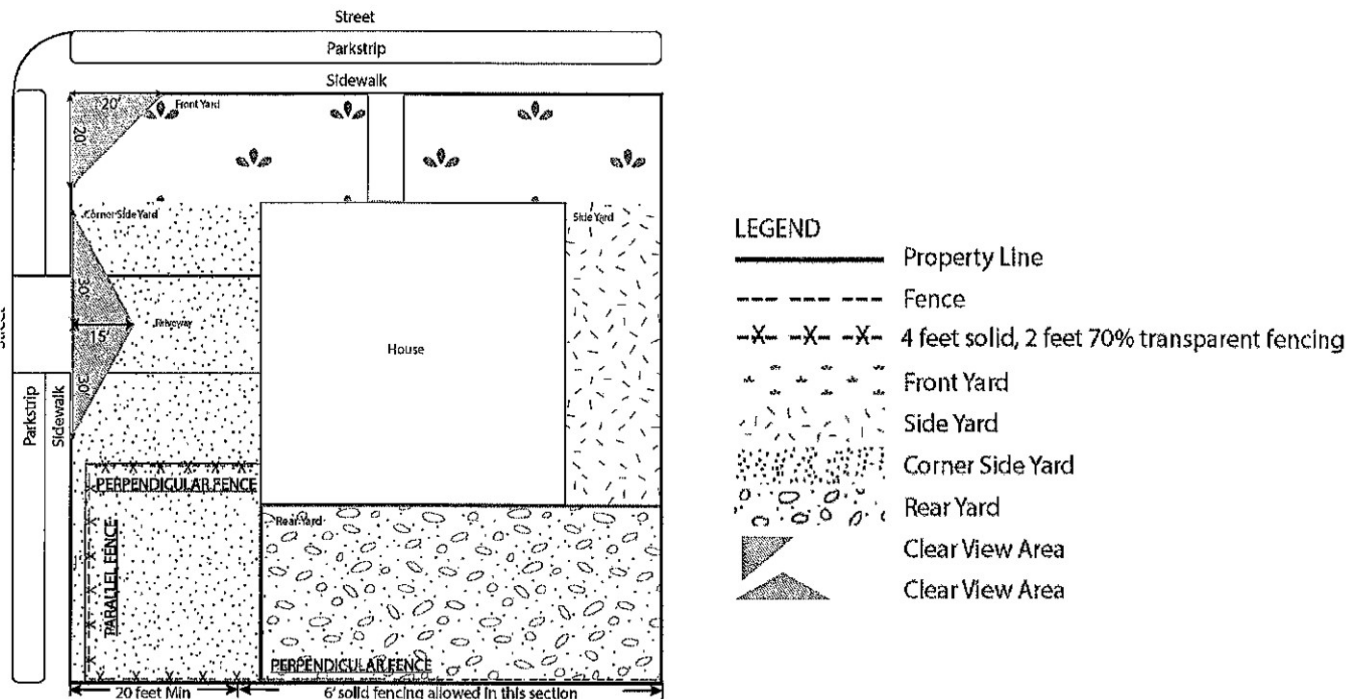 Street
Parkstrip
Sidewalk
20'
Front Yard
20'
Corner Side Yard
Side Yard
30'
15'
Driveway
30'
House
Parkstrip
Sidewalk
PERPENDICULAR FENCE
PARALLEL FENCE
Rear Yard
PERPENDICULAR FENCE
20 feet Min
6' solid fencing allowed in this section
LEGEND
Property Line
Fence
4 feet solid, 2 feet 70% transparent fencing
Front Yard
Side Yard
Corner Side Yard
Rear Yard
Clear View Area
Clear View Area